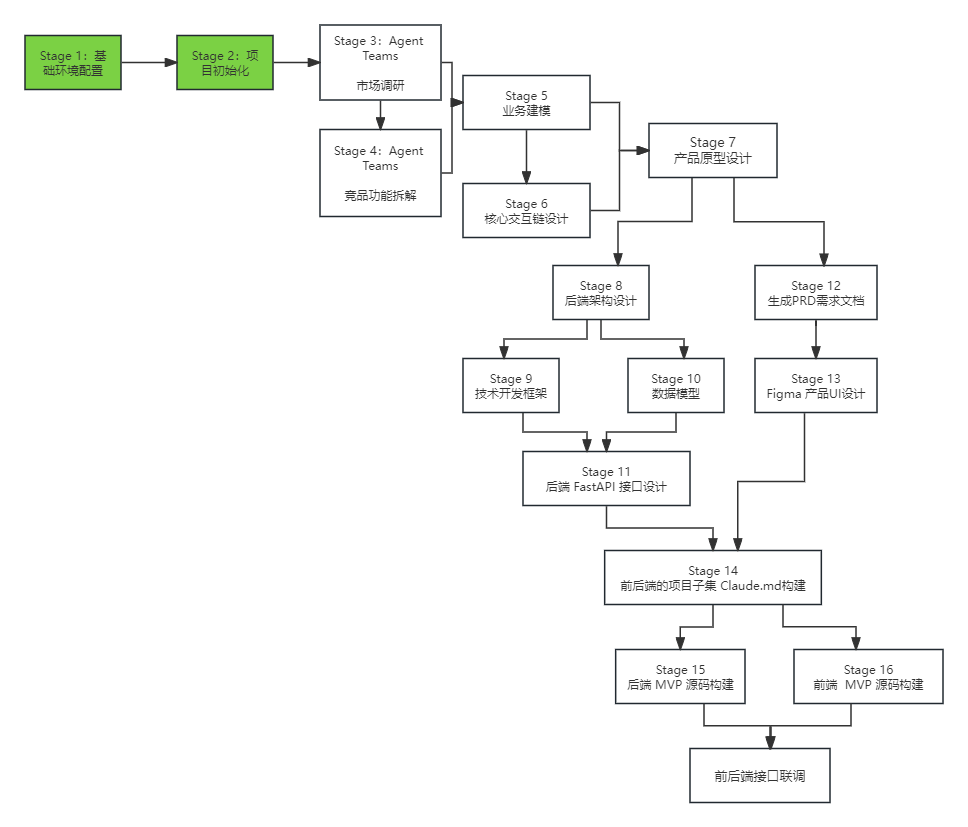 Stage 1：基
础环境配置
Stage 2：项
目初始化
Stage 3：Agent
Teams
市场调研
Stage 4：Agent
Teams
竞品功能拆解
Stage 5
业务建模
Stage 6
核心交互链设计
Stage 7
产品原型设计
Stage 8
后端架构设计
Stage 12
生成PRD需求文档
Stage 9
技术开发框架
Stage 10
数据模型
Stage 13
Figma 产品UI设计
Stage 11
后端 FastAPI 接口设计
Stage 14
前后端的项目子集 Claude.md构建
Stage 15
后端 MVP 源码构建
Stage 16
前端  MVP 源码构建
前后端接口联调